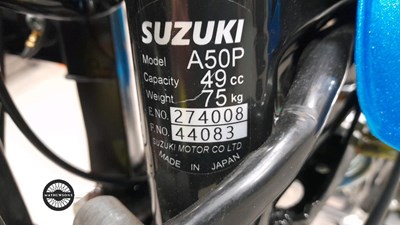 SUZUKI
Model A50P
Capacity 49 cc
Weight 75 kg
E.NO. 274008
F.NO. 44083
SUZUKI MOTOR CO LTD
MADE IN JAPAN